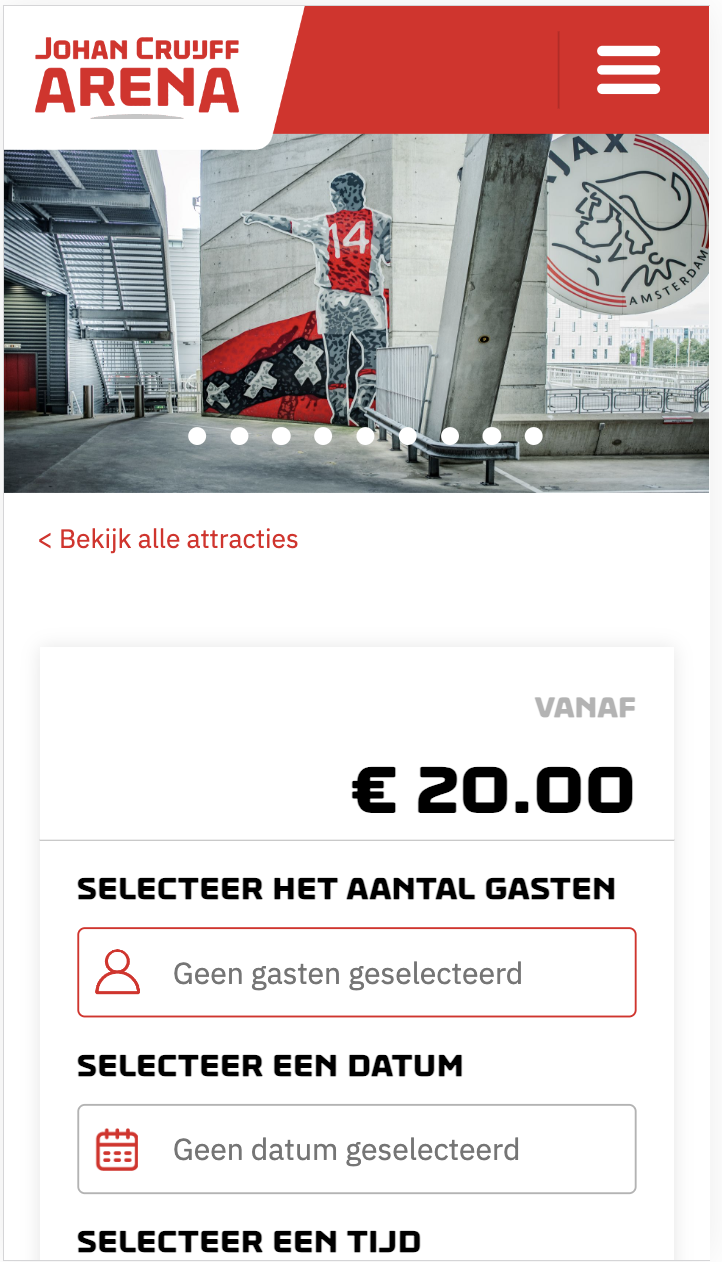 JOHAN CRUIJFF
ARENA
14
AJAX
AMSTERDAM
< Bekijk alle attracties
VANAF
€ 20.00
SELECTEER HET AANTAL GASTEN
Geen gasten geselecteerd
SELECTEER EEN DATUM
Geen datum geselecteerd
SELECTEER EEN TIJD